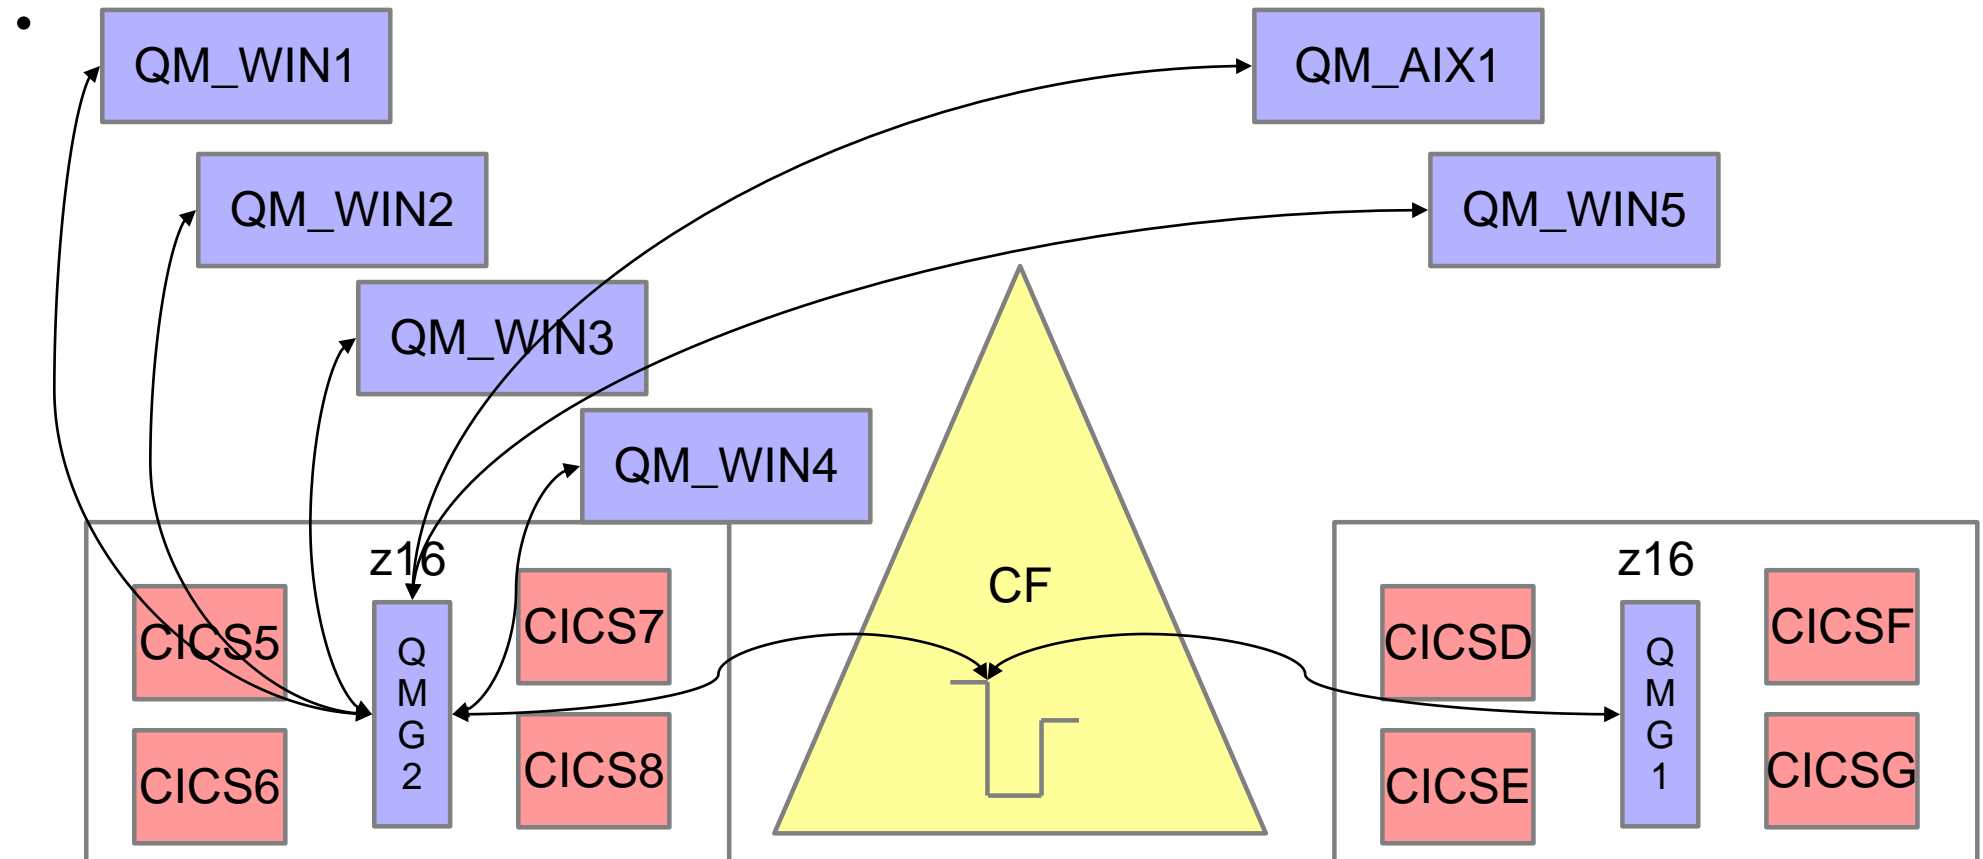 •
QM_WIN1
QM_AIX1
QM_WIN2
QM_WIN5
QM_WIN3
QM_WIN4
z16
CICS5
CICS6
Q
M
G
2
CICS7
CICS8
CF
z16
CICSD
CICSE
Q
M
G
1
CICSF
CICSG